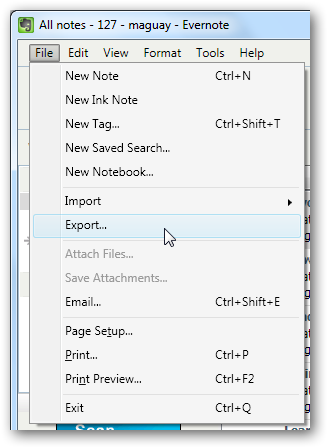 All notes - 127 - maguay - Evernote
File Edit View Format Tools Help
New Note Ctrl+N
New Ink Note
New Tag... Ctrl+Shift+T
New Saved Search...
New Notebook...
Import
Export...
Attach Files...
Save Attachments...
Email... Ctrl+Shift+E
Page Setup...
Print... Ctrl+P
Print Preview... Ctrl+F2
Exit Ctrl+Q